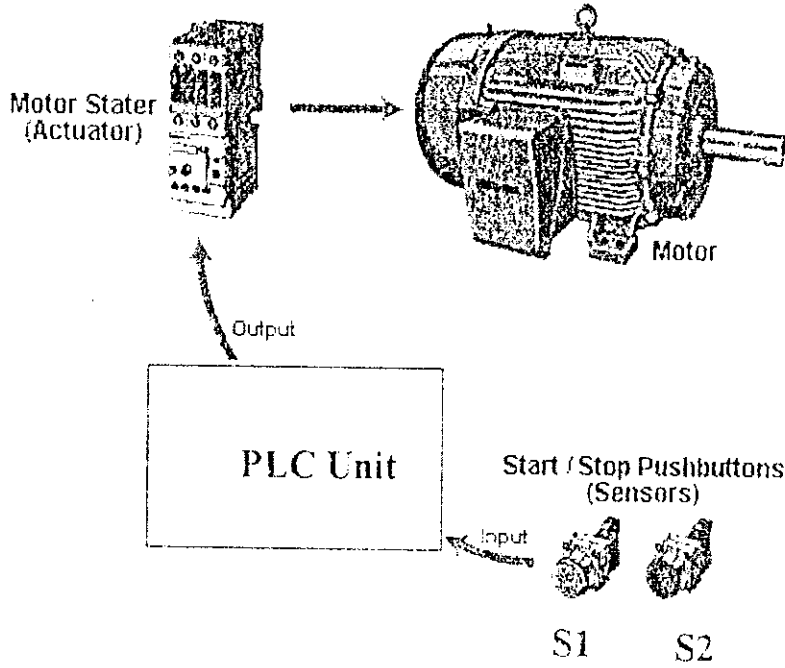 Motor Stater
(Actuator)
Motor
Output
PLC Unit
Start / Stop Pushbuttons
(Sensors)
Input
S1 S2